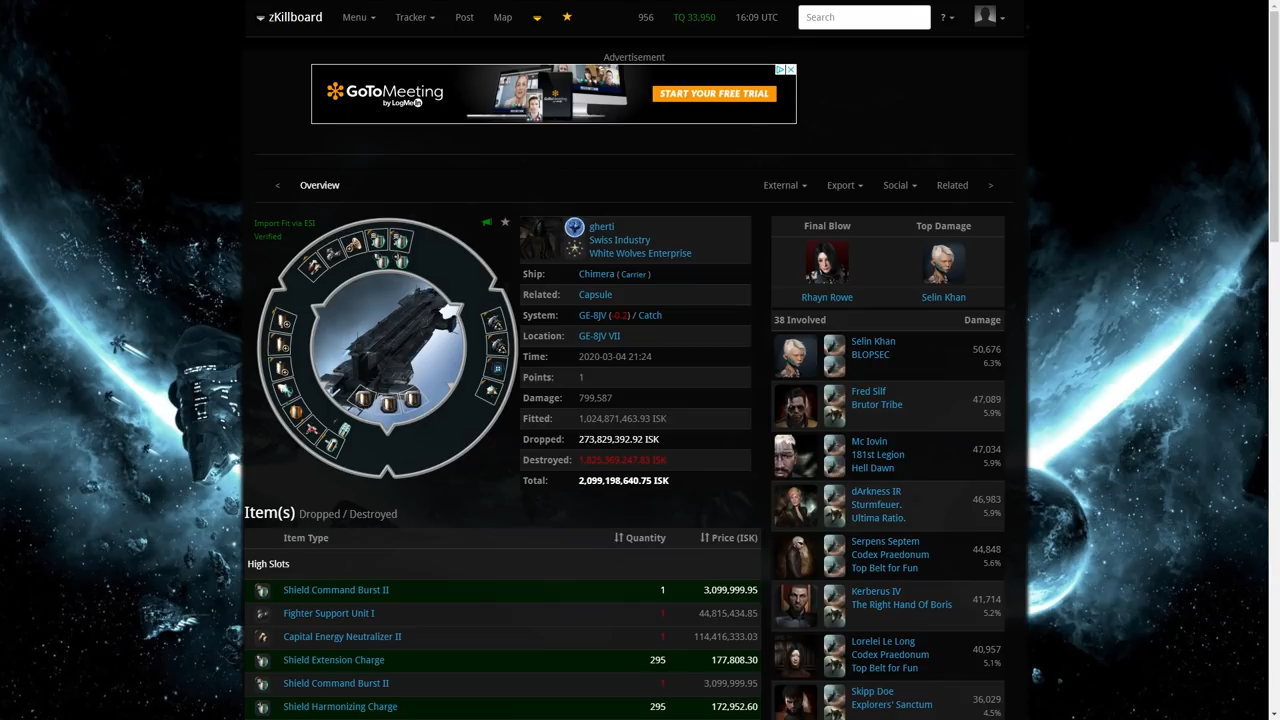 zKillboard Menu Tracker Post Map 956 TQ 33,950 16:09 UTC Search ?
Advertisement
GoToMeeting
by LogMeIn
START YOUR FREE TRIAL
< Overview External Export Social Related >
Import Fit via ESI
Verified
gherti
Swiss Industry
White Wolves Enterprise
Ship: Chimera ( Carrier )
Related: Capsule
System: GE-8JV (-0.2) / Catch
Location: GE-8JV VII
Time: 2020-03-04 21:24
Points: 1
Damage: 799,587
Fitted: 1,024,871,463.93 ISK
Dropped: 273,829,392.92 ISK
Destroyed: 1,825,369,247.83 ISK
Total: 2,099,198,640.75 ISK
Final Blow Top Damage
Rhayn Rowe Selin Khan
38 Involved Damage
Selin Khan
BLOPSEC
50,676
6.3%
Fred Silf
Brutor Tribe
47,089
5.9%
Mc Iovin
181st Legion
Hell Dawn
47,034
5.9%
dArkness IR
Sturmfeuer.
Ultima Ratio.
46,983
5.9%
Serpens Septem
Codex Praedonum
Top Belt for Fun
44,848
5.6%
Kerberus IV
The Right Hand Of Boris
41,714
5.2%
Lorelei Le Long
Codex Praedonum
Top Belt for Fun
40,957
5.1%
Skipp Doe
Explorers' Sanctum
36,029
4.5%
Item(s) Dropped / Destroyed
Item Type Quantity Price (ISK)
High Slots
Shield Command Burst II 1 3,099,999.95
Fighter Support Unit I 1 44,815,434.85
Capital Energy Neutralizer II 1 114,416,333.03
Shield Extension Charge 295 177,808.30
Shield Command Burst II 1 3,099,999.95
Shield Harmonizing Charge 295 172,952.60